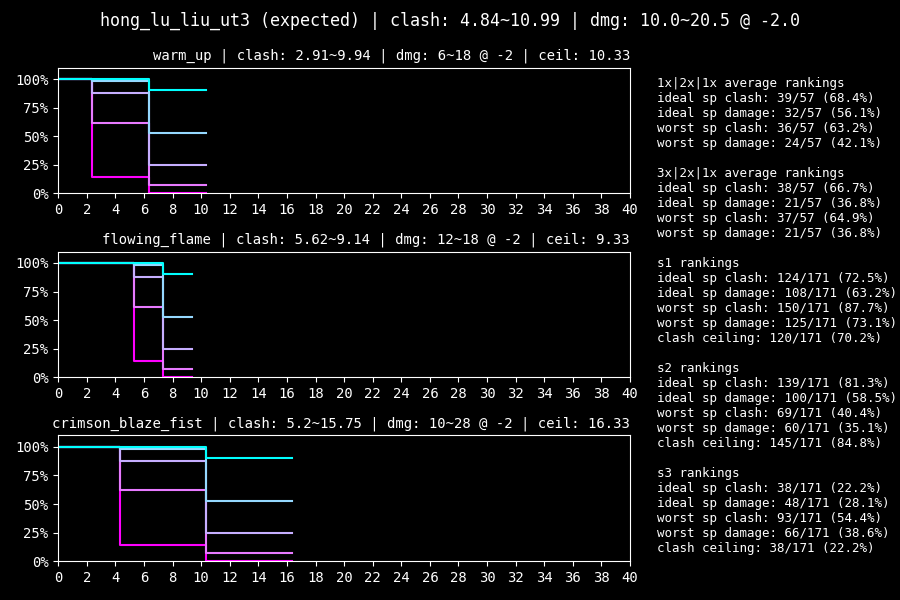 hong_lu_liu_ut3 (expected) | clash: 4.84~10.99 | dmg: 10.0~20.5 @ -2.0
warm_up | clash: 2.91~9.94 | dmg: 6~18 @ -2 | ceil: 10.33
100%
75%
50%
25%
0%
0 2 4 6 8 10 12 14 16 18 20 22 24 26 28 30 32 34 36 38 40
flowing_flame | clash: 5.62~9.14 | dmg: 12~18 @ -2 | ceil: 9.33
100%
75%
50%
25%
0%
0 2 4 6 8 10 12 14 16 18 20 22 24 26 28 30 32 34 36 38 40
crimson_blaze_fist | clash: 5.2~15.75 | dmg: 10~28 @ -2 | ceil: 16.33
100%
75%
50%
25%
0%
0 2 4 6 8 10 12 14 16 18 20 22 24 26 28 30 32 34 36 38 40
1x|2x|1x average rankings
ideal sp clash: 39/57 (68.4%)
ideal sp damage: 32/57 (56.1%)
worst sp clash: 36/57 (63.2%)
worst sp damage: 24/57 (42.1%)
3x|2x|1x average rankings
ideal sp clash: 38/57 (66.7%)
ideal sp damage: 21/57 (36.8%)
worst sp clash: 37/57 (64.9%)
worst sp damage: 21/57 (36.8%)
s1 rankings
ideal sp clash: 124/171 (72.5%)
ideal sp damage: 108/171 (63.2%)
worst sp clash: 150/171 (87.7%)
worst sp damage: 125/171 (73.1%)
clash ceiling: 120/171 (70.2%)
s2 rankings
ideal sp clash: 139/171 (81.3%)
ideal sp damage: 100/171 (58.5%)
worst sp clash: 69/171 (40.4%)
worst sp damage: 60/171 (35.1%)
clash ceiling: 145/171 (84.8%)
s3 rankings
ideal sp clash: 38/171 (22.2%)
ideal sp damage: 48/171 (28.1%)
worst sp clash: 93/171 (54.4%)
worst sp damage: 66/171 (38.6%)
clash ceiling: 38/171 (22.2%)